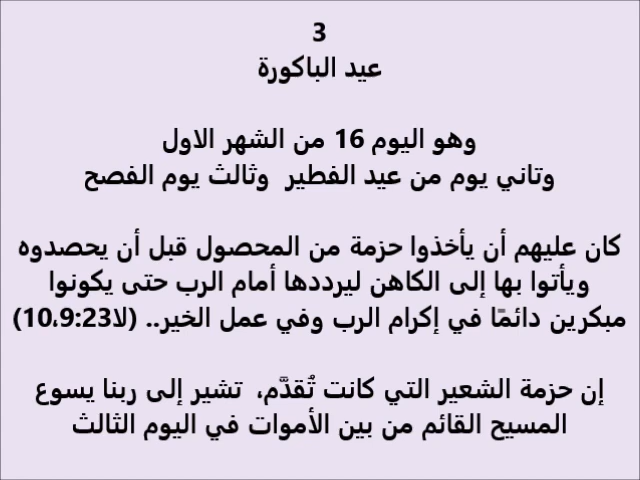 3
عيد الباكورة
وهو اليوم 16 من الشهر الاول
وتاني يوم من عيد الفطير وثالث يوم الفصح
كان عليهم أن يأخذوا حزمة من المحصول قبل أن يحصدوه
ويأتوا بها إلى الكاهن ليرددها أمام الرب حتى يكونوا
مبكرين دائمًا في إكرام الرب وفي عمل الخير.. (لا10،9:23)
إن حزمة الشعير التي كانت تُقدَّم، تشير إلى ربنا يسوع
المسيح القائم من بين الأموات في اليوم الثالث